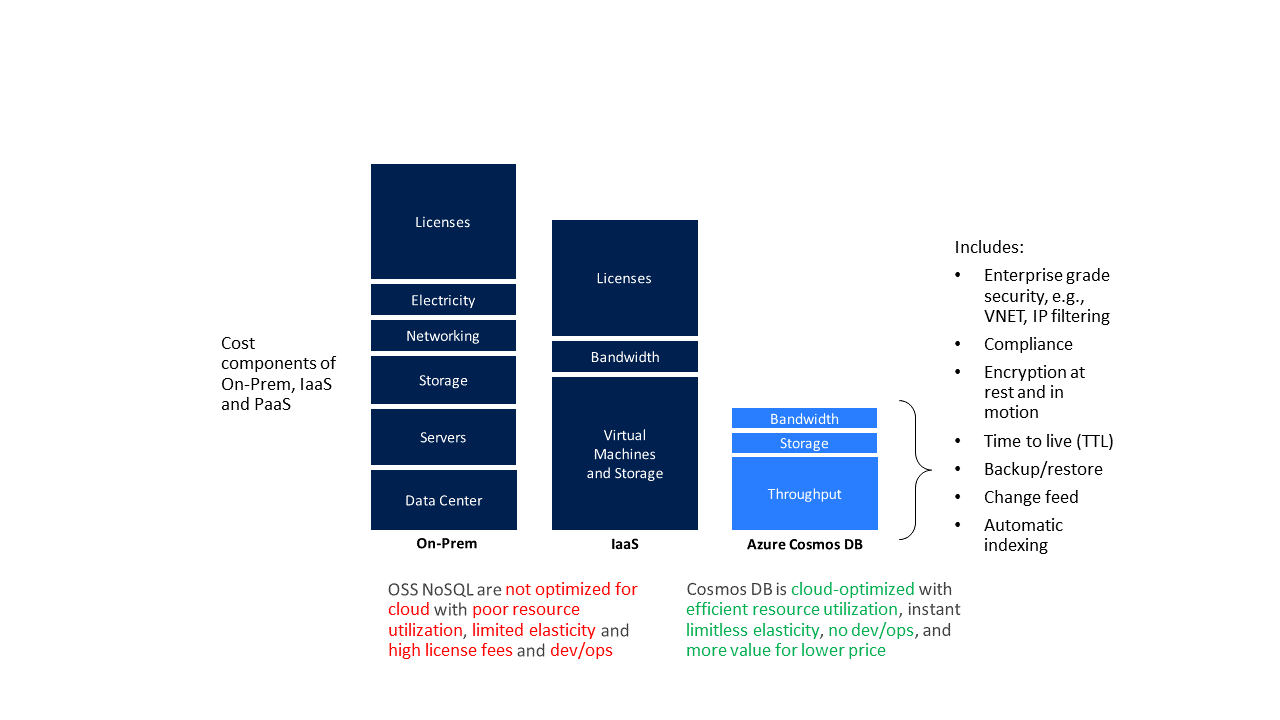 Cost
components of
On-Prem, IaaS
and PaaS
Licenses
Electricity
Networking
Storage
Servers
Data Center
On-Prem
Licenses
Bandwidth
Virtual
Machines
and Storage
IaaS
Bandwidth
Storage
Throughput
Azure Cosmos DB
Includes:
• Enterprise grade
security, e.g.,
VNET, IP filtering
• Compliance
• Encryption at
rest and in
motion
• Time to live (TTL)
• Backup/restore
• Change feed
• Automatic
indexing
OSS NoSQL are not optimized for
cloud with poor resource
utilization, limited elasticity and
high license fees and dev/ops
Cosmos DB is cloud-optimized with
efficient resource utilization, instant
limitless elasticity, no dev/ops, and
more value for lower price